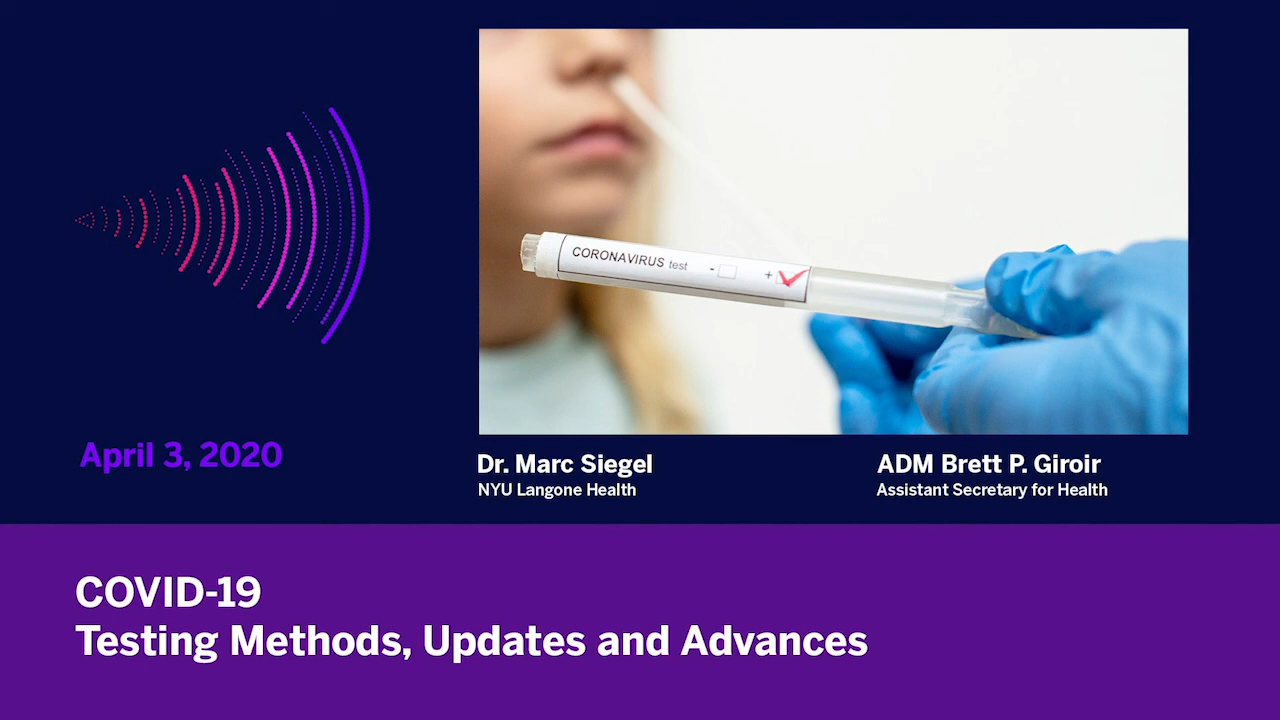 CORONAVIRUS test - +
April 3, 2020
Dr. Marc Siegel
NYU Langone Health
ADM Brett P. Giroir
Assistant Secretary for Health
COVID-19
Testing Methods, Updates and Advances